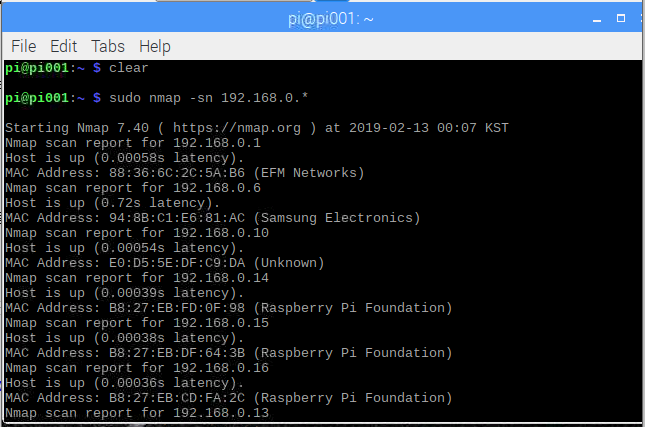 pi@pi001: ~
File Edit Tabs Help
pi@pi001:~ $ clear
pi@pi001:~ $ sudo nmap -sn 192.168.0.*
Starting Nmap 7.40 ( https://nmap.org ) at 2019-02-13 00:07 KST
Nmap scan report for 192.168.0.1
Host is up (0.00058s latency).
MAC Address: 88:36:6C:2C:5A:B6 (EFM Networks)
Nmap scan report for 192.168.0.6
Host is up (0.72s latency).
MAC Address: 94:8B:C1:E6:81:AC (Samsung Electronics)
Nmap scan report for 192.168.0.10
Host is up (0.00054s latency).
MAC Address: E0:D5:5E:DF:C9:DA (Unknown)
Nmap scan report for 192.168.0.14
Host is up (0.00039s latency).
MAC Address: B8:27:EB:FD:0F:98 (Raspberry Pi Foundation)
Nmap scan report for 192.168.0.15
Host is up (0.00038s latency).
MAC Address: B8:27:EB:DF:64:3B (Raspberry Pi Foundation)
Nmap scan report for 192.168.0.16
Host is up (0.00036s latency).
MAC Address: B8:27:EB:CD:FA:2C (Raspberry Pi Foundation)
Nmap scan report for 192.168.0.13